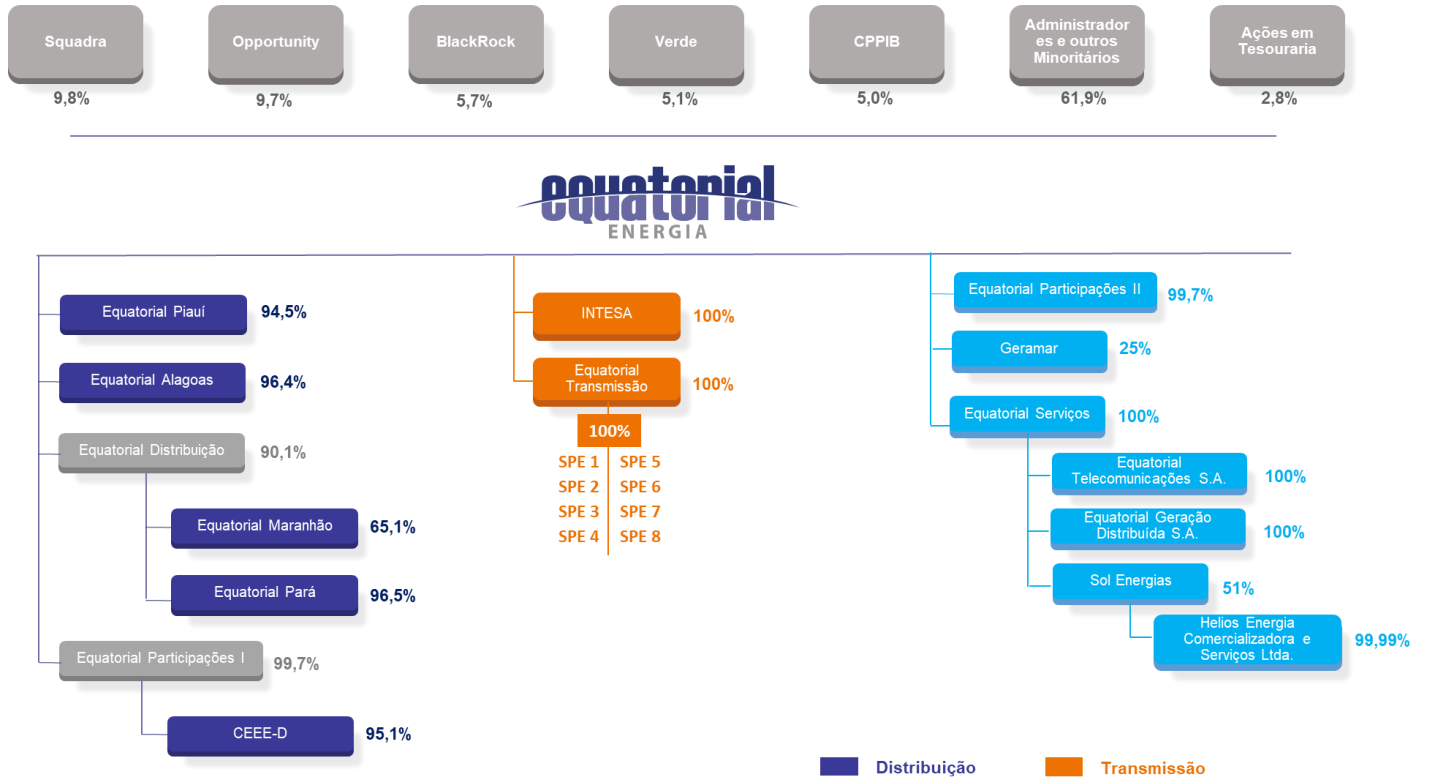 Squadra
Opportunity
BlackRock
Verde
CPPIB
Administrador
es e outros
Minoritários
Ações em
Tesouraria
9,8%
9,7%
5,7%
5,1%
5,0%
61,9%
2,8%
equatorial
ENERGIA
Equatorial Piauí
94,5%
Equatorial Alagoas
96,4%
Equatorial Distribuição
90,1%
Equatorial Maranhão
65,1%
Equatorial Pará
96,5%
Equatorial Participações I
99,7%
CEEE-D
95,1%
INTESA
100%
Equatorial
Transmissão
100%
100%
SPE 1
SPE 5
SPE 2
SPE 6
SPE 3
SPE 7
SPE 4
SPE 8
Equatorial Participações II
99,7%
Geramar
25%
Equatorial Serviços
100%
Equatorial
Telecomunicações S.A.
100%
Equatorial Geração
Distribuída S.A.
100%
Sol Energias
51%
Helios Energia
Comercializadora e
Serviços Ltda.
99,99%
Distribuição
Transmissão